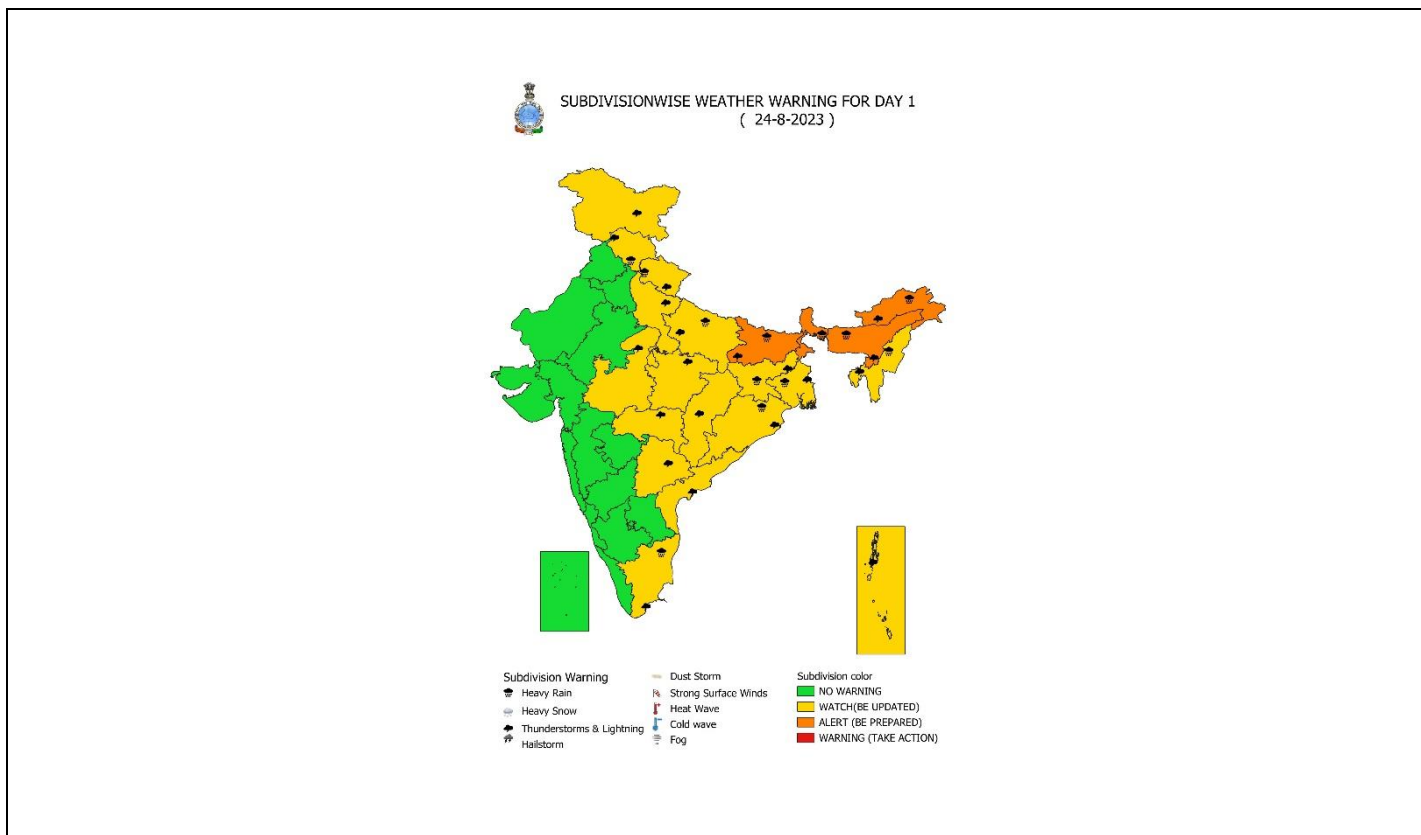 SUBDIVISIONWISE WEATHER WARNING FOR DAY 1
( 24-8-2023 )
Subdivision Warning
Heavy Rain
Heavy Snow
Thunderstorms & Lightning
Hailstorm
Dust Storm
Strong Surface Winds
Heat Wave
Cold wave
Fog
Subdivision color
NO WARNING
WATCH(BE UPDATED)
ALERT (BE PREPARED)
WARNING (TAKE ACTION)